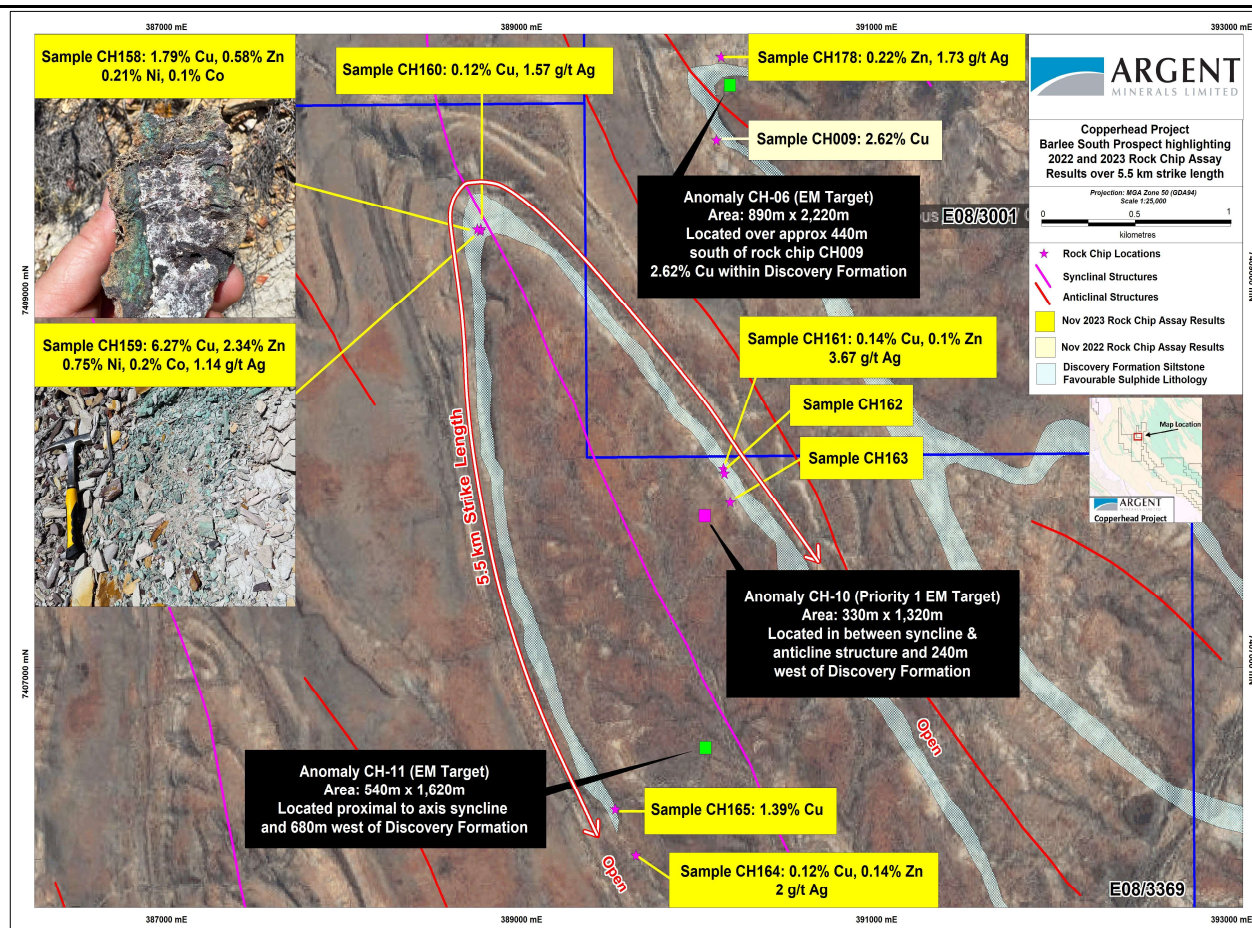 387000 mE
389000 mE
391000 mE
393000 mE
Sample CH158: 1.79% Cu, 0.58% Zn
0.21% Ni, 0.1% Co
Sample CH160: 0.12% Cu, 1.57 g/t Ag
Sample CH178: 0.22% Zn, 1.73 g/t Ag
Sample CH009: 2.62% Cu
ARGENT
MINERALS LIMITED
Copperhead Project
Barlee South Prospect highlighting
2022 and 2023 Rock Chip Assay
Results over 5.5 km strike length
Projection: MGA Zone 50 (GDA94)
Scale 1:25,000
0 0.5 1
kilometres
Rock Chip Locations
Synclinal Structures
Anticlinal Structures
Nov 2023 Rock Chip Assay Results
Nov 2022 Rock Chip Assay Results
Discovery Formation Siltstone
Favourable Sulphide Lithology
Map Location
ARGENT
MINERALS LIMITED
Copperhead Project
Anomaly CH-06 (EM Target)
Area: 890m x 2,220m
Located over approx 440m
south of rock chip CH009
2.62% Cu within Discovery Formation
E08/3001
7409000 mN
Sample CH159: 6.27% Cu, 2.34% Zn
0.75% Ni, 0.2% Co, 1.14 g/t Ag
Sample CH161: 0.14% Cu, 0.1% Zn
3.67 g/t Ag
Sample CH162
Sample CH163
5.5 km Strike Length
Anomaly CH-10 (Priority 1 EM Target)
Area: 330m x 1,320m
Located in between syncline &
anticline structure and 240m
west of Discovery Formation
7407000 mN
7407000 mN
Open
Anomaly CH-11 (EM Target)
Area: 540m x 1,620m
Located proximal to axis syncline
and 680m west of Discovery Formation
Sample CH165: 1.39% Cu
Open
Sample CH164: 0.12% Cu, 0.14% Zn
2 g/t Ag
E08/3369
387000 mE
389000 mE
391000 mE
393000 mE